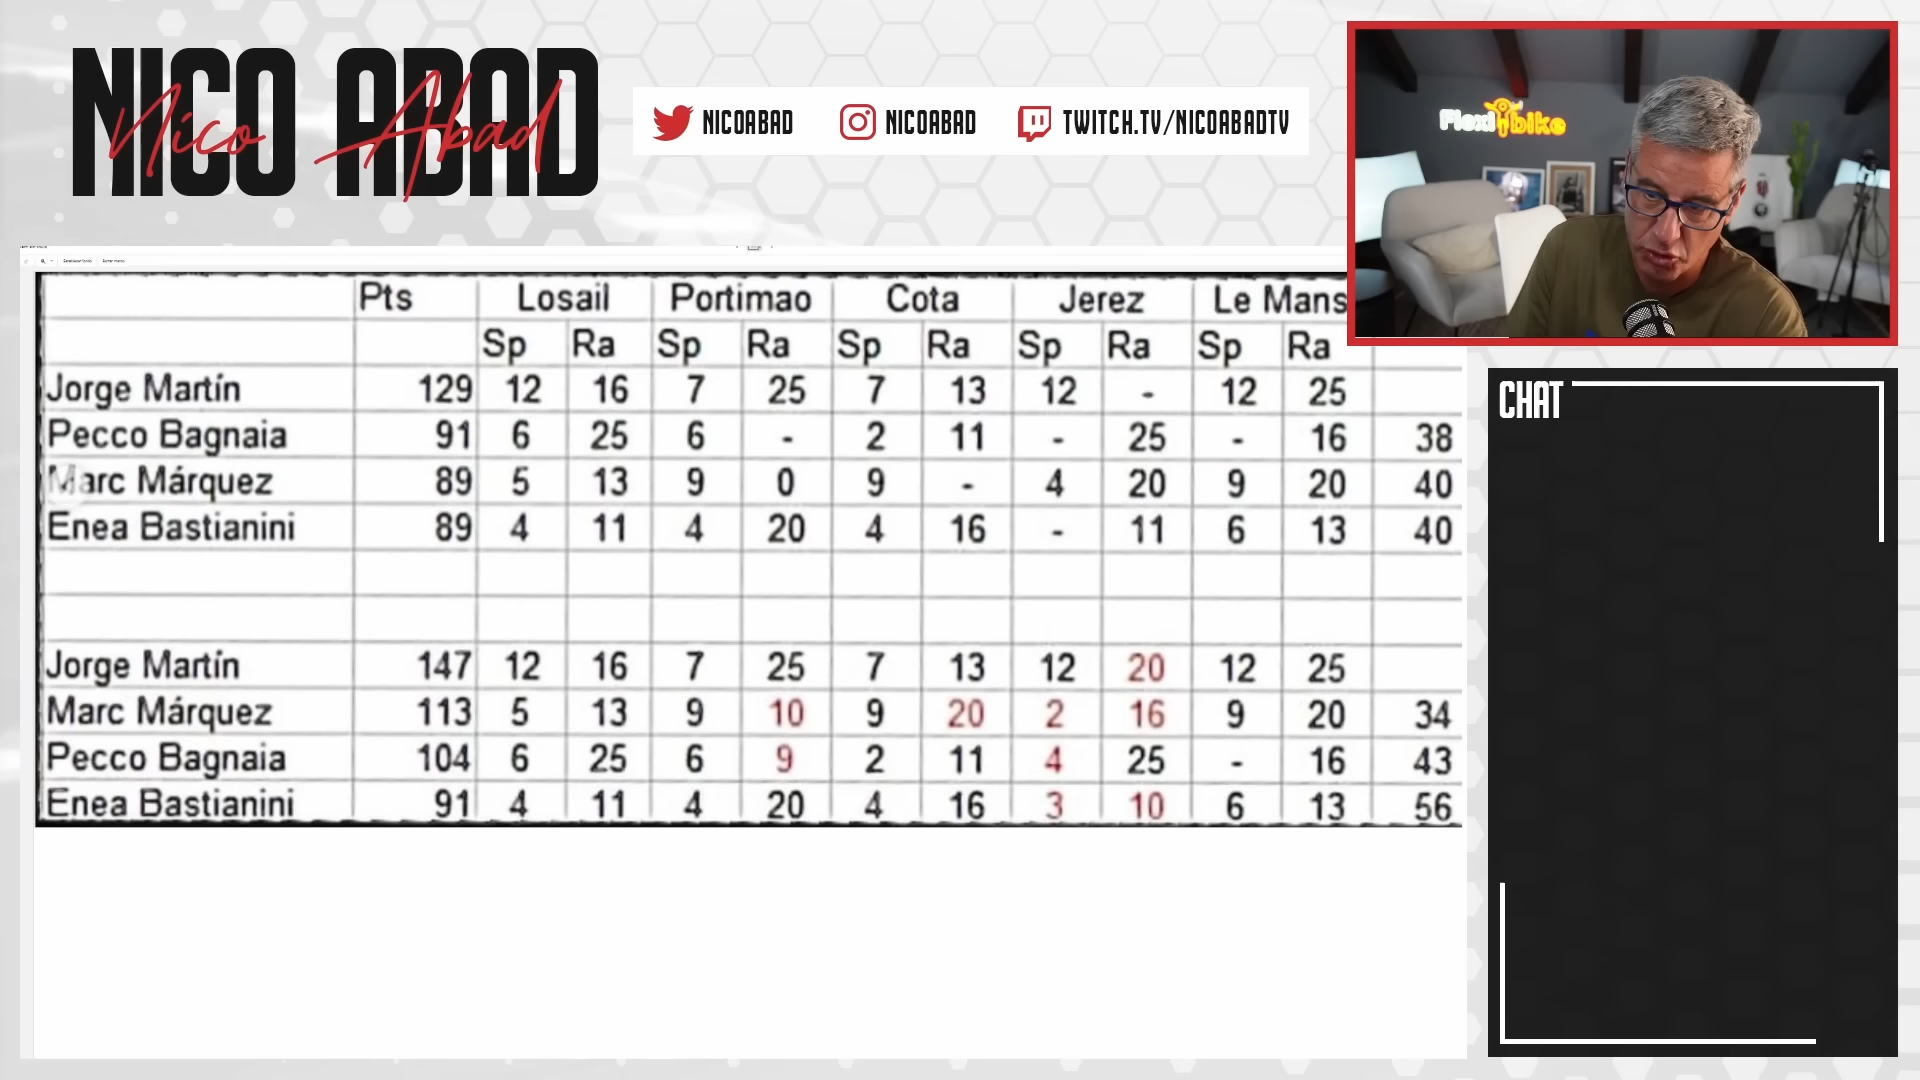 NICO ABAD
Nico Abad
NICOABAD NICOABAD TWITCH.TV/NICOABADTV
Flexibike
CHAT
Pts Losail Portimao Cota Jerez Le Mans
Sp Ra Sp Ra Sp Ra Sp Ra Sp Ra
Jorge Martín 129 12 16 7 25 7 13 12 - 12 25
Pecco Bagnaia 91 6 25 6 - 2 11 - 25 - 16 38
Marc Márquez 89 5 13 9 0 9 - 4 20 9 20 40
Enea Bastianini 89 4 11 4 20 4 16 - 11 6 13 40
Jorge Martín 147 12 16 7 25 7 13 12 20 12 25
Marc Márquez 113 5 13 9 10 9 20 2 16 9 20 34
Pecco Bagnaia 104 6 25 6 9 2 11 4 25 - 16 43
Enea Bastianini 91 4 11 4 20 4 16 3 10 6 13 56